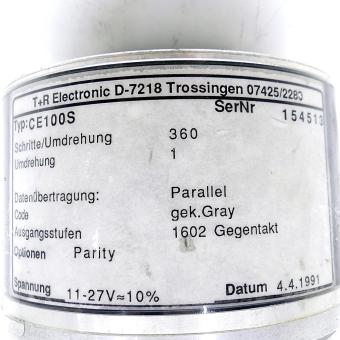 T+R Electronic D-7218 Trossingen 07425/2283
Typ:CE100S SerNr 154513
Schritte/Umdrehung 360
Umdrehung 1
Datenübertragung: Parallel
Code gek.Gray
Ausgangsstufen 1602 Gegentakt
Optionen Parity
Spannung 11-27V≈10% Datum 4.4.1991